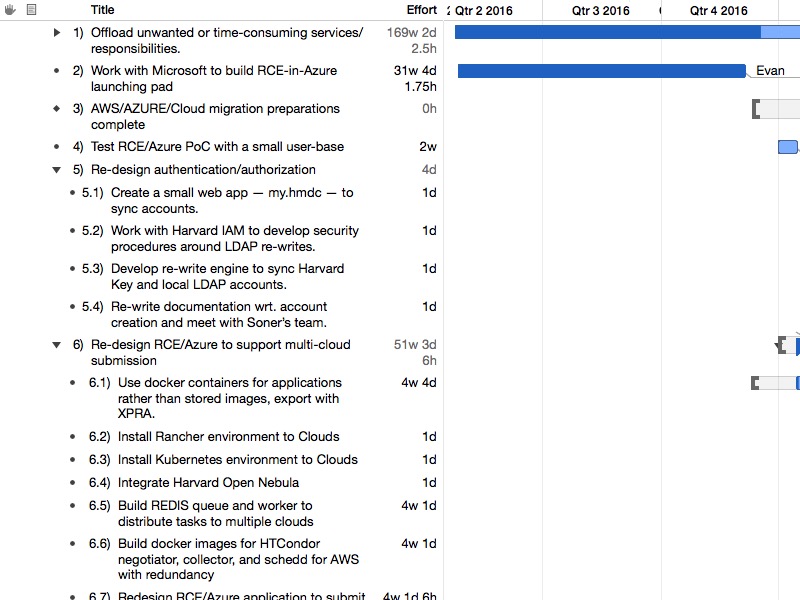 Title Effort 2 Qtr 2 2016 Qtr 3 2016 Qtr 4 2016
1) Offload unwanted or time-consuming services/ 169w 2d
responsibilities. 2.5h
2) Work with Microsoft to build RCE-in-Azure 31w 4d Evan
launching pad 1.75h
3) AWS/AZURE/Cloud migration preparations 0h
complete
4) Test RCE/Azure PoC with a small user-base 2w
5) Re-design authentication/authorization 4d
5.1) Create a small web app — my.hmdc — to 1d
sync accounts.
5.2) Work with Harvard IAM to develop security 1d
procedures around LDAP re-writes.
5.3) Develop re-write engine to sync Harvard 1d
Key and local LDAP accounts.
5.4) Re-write documentation wrt. account 1d
creation and meet with Soner's team.
6) Re-design RCE/Azure to support multi-cloud 51w 3d
submission 6h
6.1) Use docker containers for applications 4w 4d
rather than stored images, export with
XPRA.
6.2) Install Rancher environment to Clouds 1d
6.3) Install Kubernetes environment to Clouds 1d
6.4) Integrate Harvard Open Nebula 1d
6.5) Build REDIS queue and worker to 4w 1d
distribute tasks to multiple clouds
6.6) Build docker images for HTCondor 4w 1d
negotiator, collector, and schedd for AWS
with redundancy
6.7) Redesign RCE/Azure application to submit 4w 1d 6h